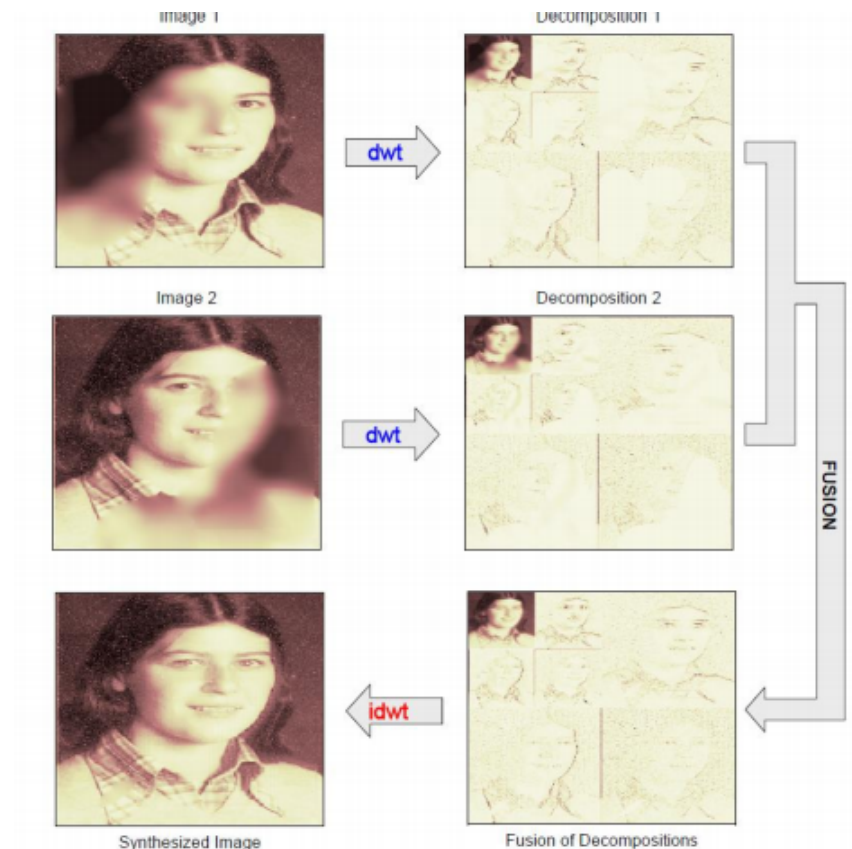 Image 1
Decomposition 1
dwt
Image 2
Decomposition 2
dwt
FUSION
idwt
Synthesized Image
Fusion of Decompositions